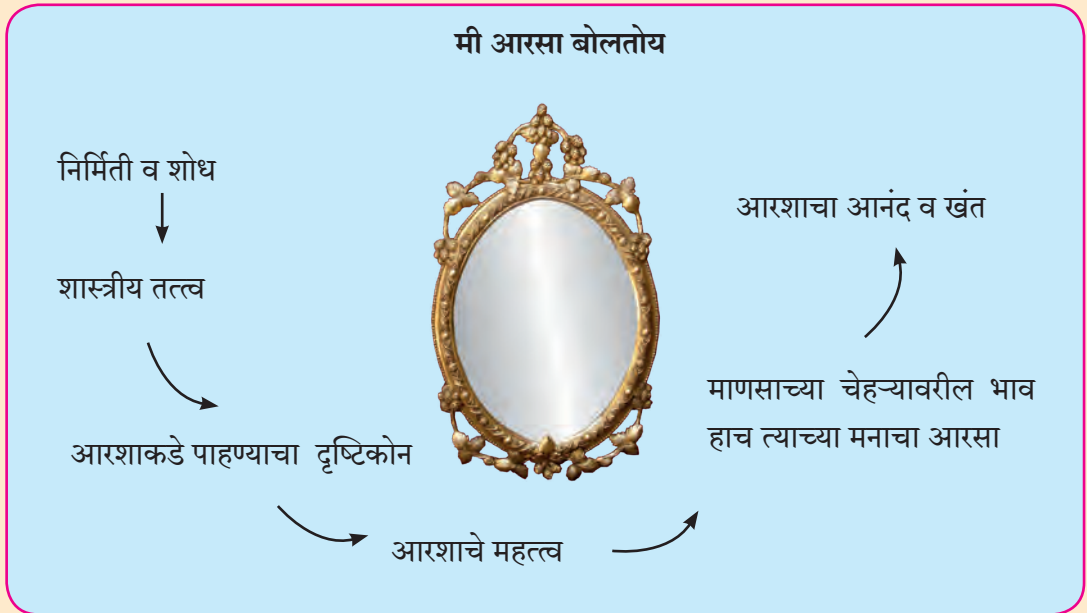 मी आरसा बोलतोय
निर्मिती व शोध
शास्त्रीय तत्त्व
आरशाकडे पाहण्याचा दृष्टिकोन
आरशाचे महत्त्व
माणसाच्या चेहऱ्यावरील भाव
हाच त्याच्या मनाचा आरसा
आरशाचा आनंद व खंत